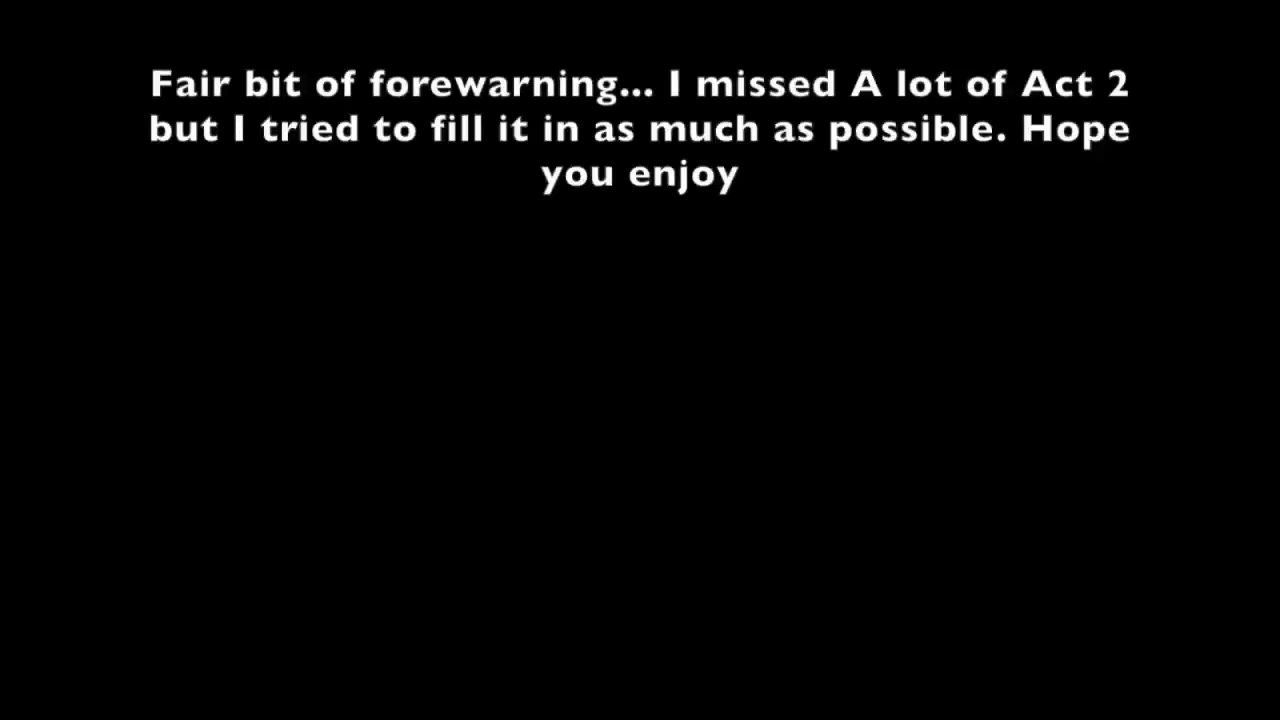 Fair bit of forewarning... I missed A lot of Act 2
but I tried to fill it in as much as possible. Hope
you enjoy